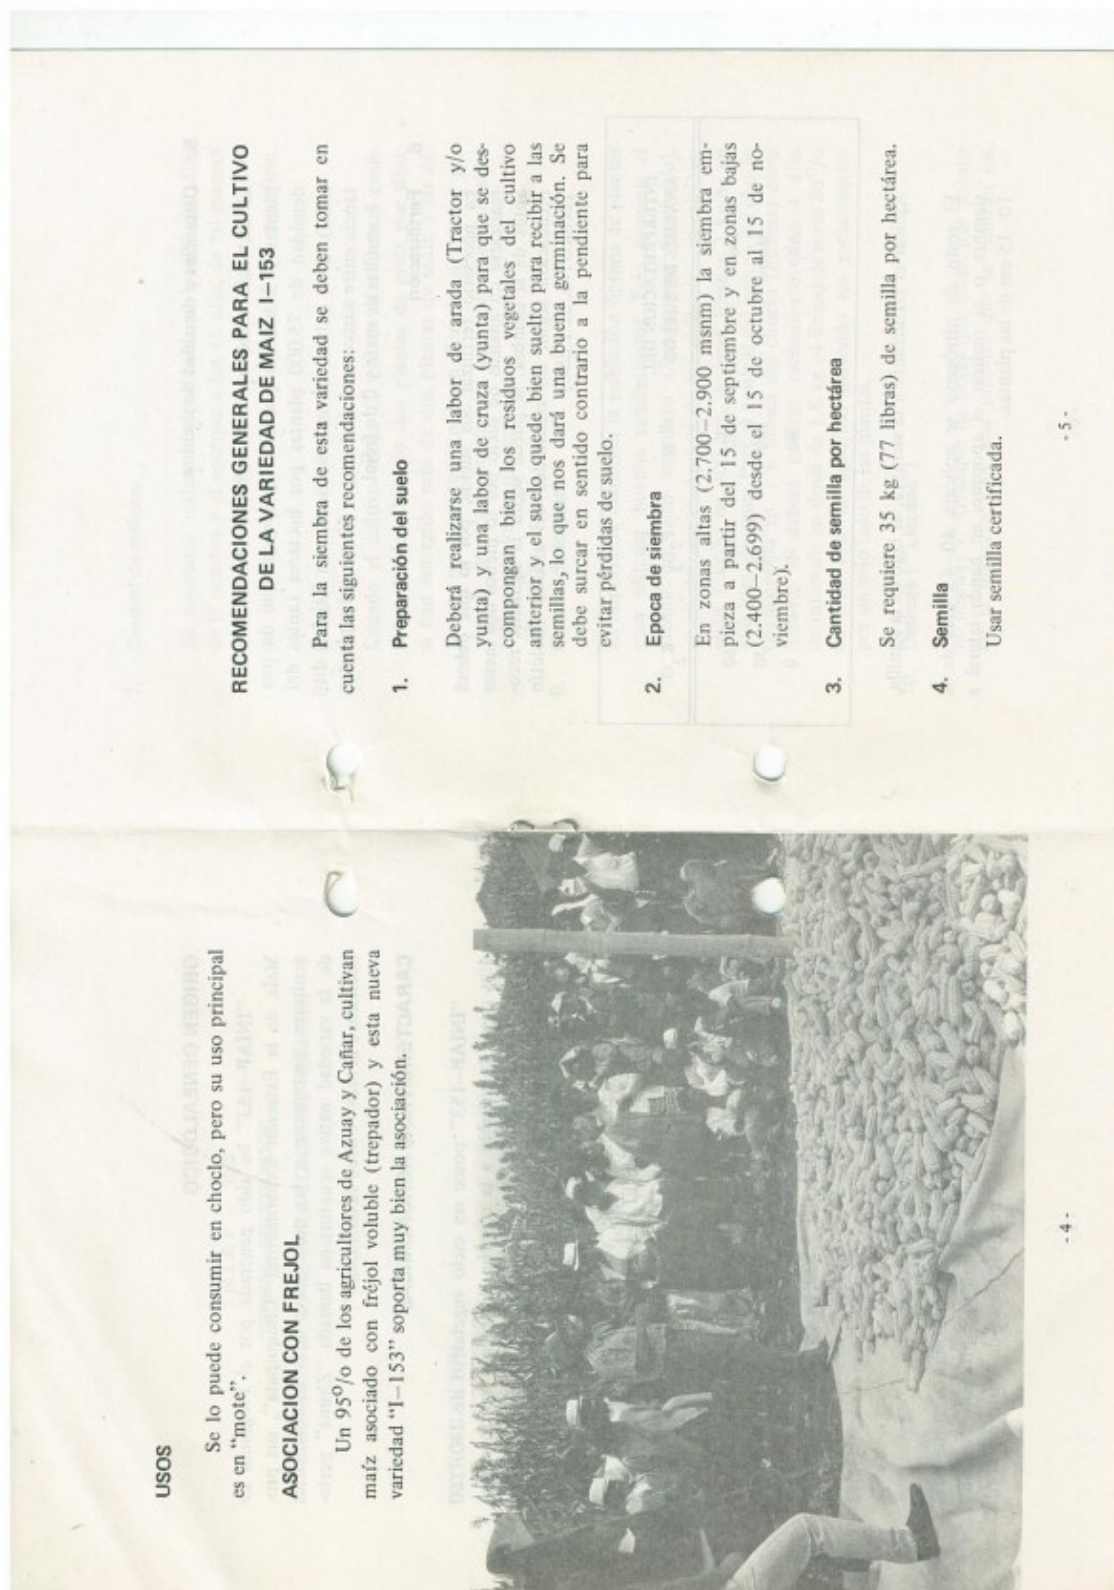 USOS
Se lo puede consumir en choclo, pero su uso principal
es en “mote”.
ASOCIACION CON FREJOL
Un 95o/o de los agricultores de Azuay y Cañar, cultivan
maíz asociado con fréjol voluble (trepador) y esta nueva
variedad “I–153” soporta muy bien la asociación.
- 4 -
RECOMENDACIONES GENERALES PARA EL CULTIVO
DE LA VARIEDAD DE MAIZ I–153
Para la siembra de esta variedad se deben tomar en
cuenta las siguientes recomendaciones:
1. Preparación del suelo
Deberá realizarse una labor de arada (Tractor y/o
yunta) y una labor de cruza (yunta) para que se des-
compongan bien los residuos vegetales del cultivo
anterior y el suelo quede bien suelto para recibir a las
semillas, lo que nos dará una buena germinación. Se
debe surcar en sentido contrario a la pendiente para
evitar pérdidas de suelo.
2. Epoca de siembra
En zonas altas (2.700–2.900 msnm) la siembra em-
pieza a partir del 15 de septiembre y en zonas bajas
(2.400–2.699) desde el 15 de octubre al 15 de no-
viembre).
3. Cantidad de semilla por hectárea
Se requiere 35 kg (77 libras) de semilla por hectárea.
4. Semilla
Usar semilla certificada.
- 5 -